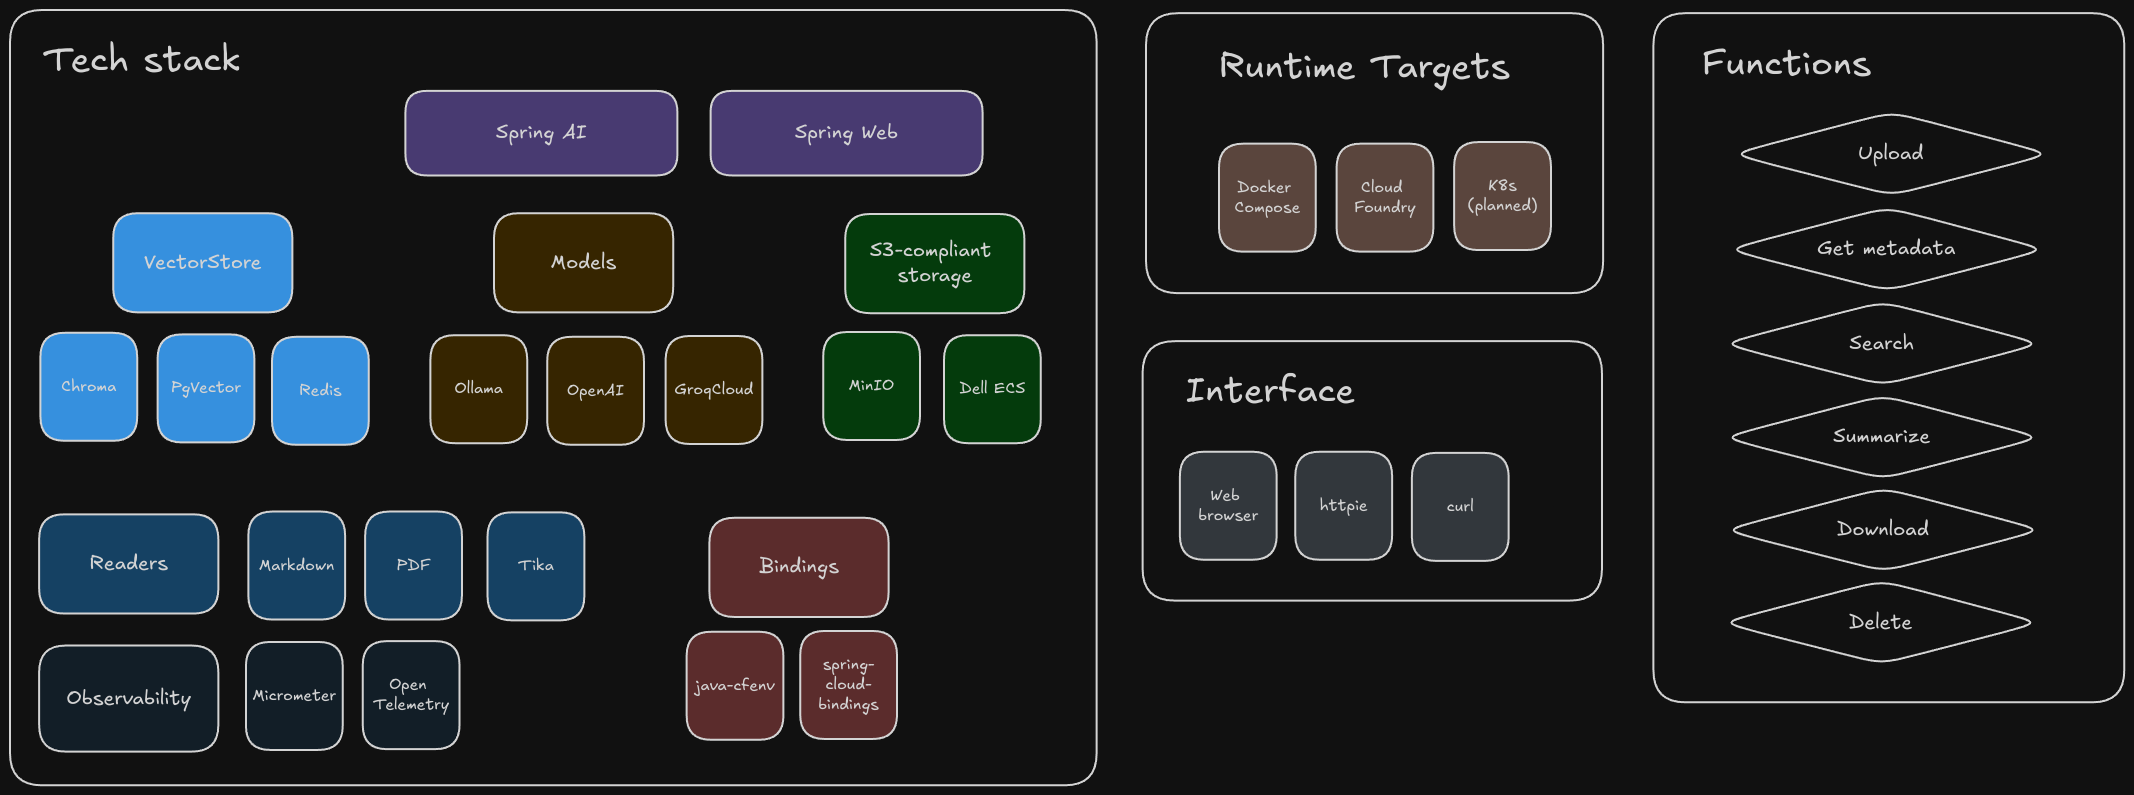 Tech stack
Spring AI
Spring Web
VectorStore
Models
S3-compliant
storage
Chroma
PgVector
Redis
Ollama
OpenAI
GroqCloud
MinIO
Dell ECS
Readers
Markdown
PDF
Tika
Bindings
Observability
Micrometer
Open
Telemetry
java-cfenv
spring-
cloud-
bindings
Runtime Targets
Docker
Compose
Cloud
Foundry
K8s
(planned)
Interface
Web
browser
httpie
curl
Functions
Upload
Get metadata
Search
Summarize
Download
Delete